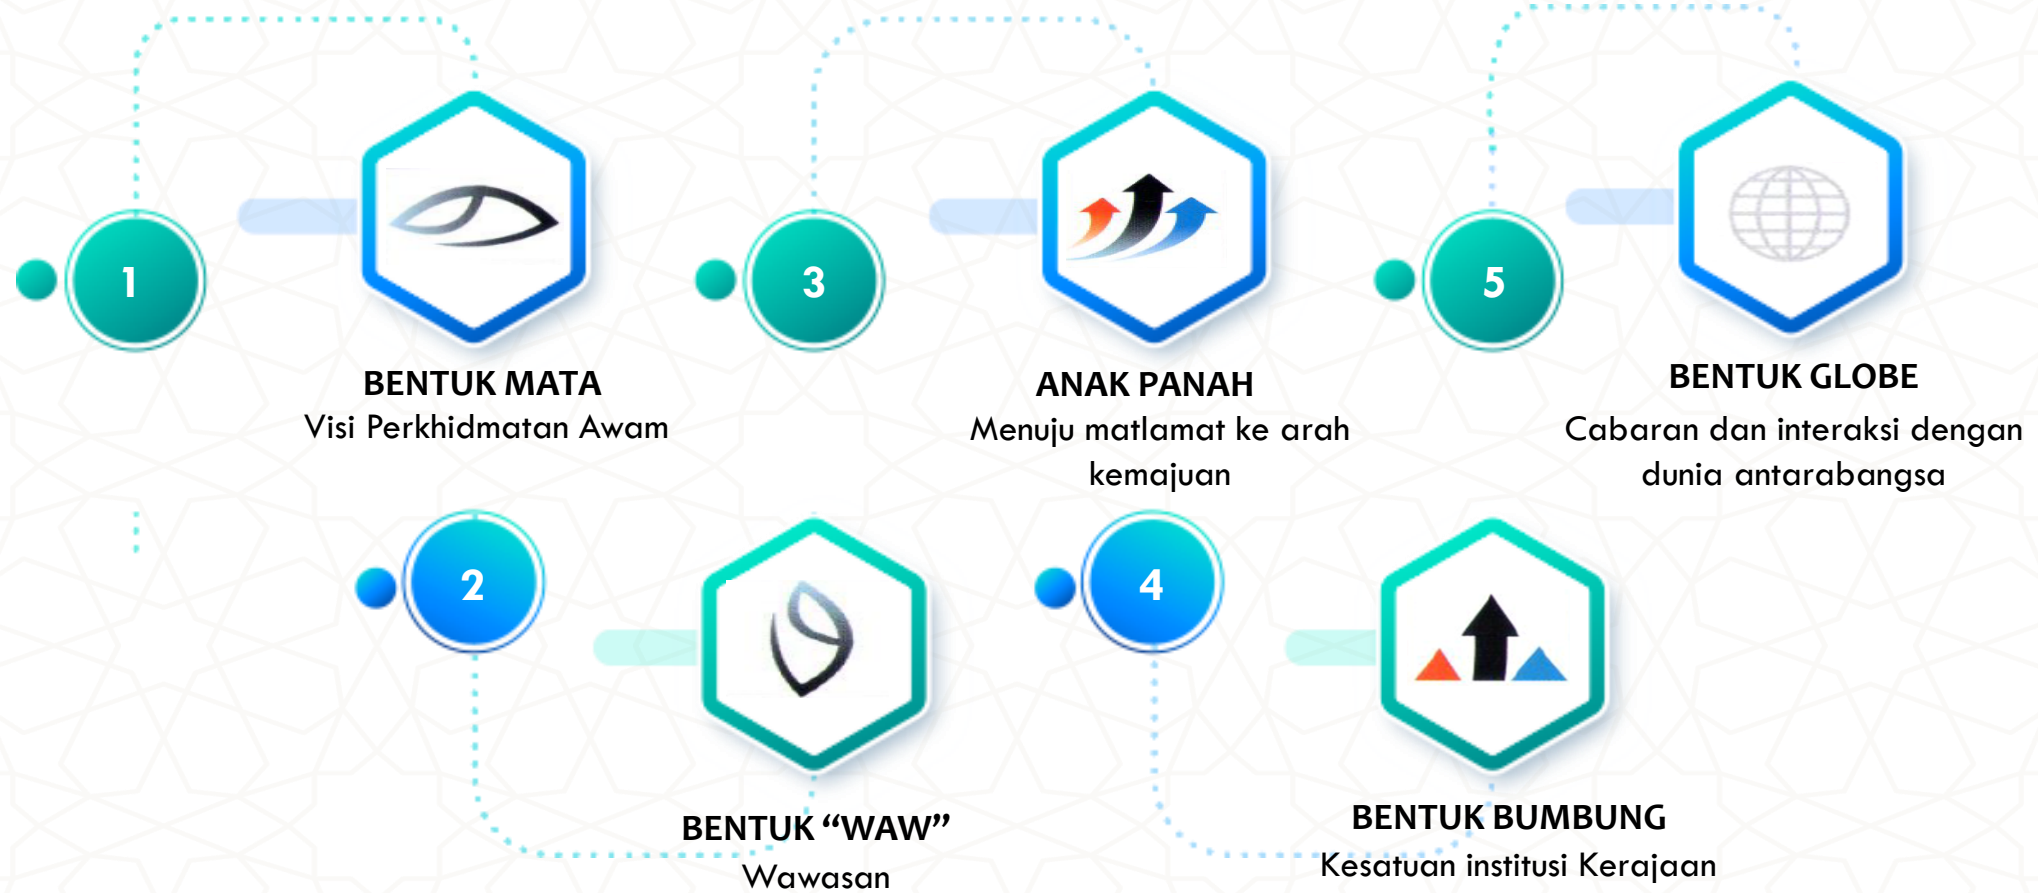 1
BENTUK MATA
Visi Perkhidmatan Awam
2
BENTUK “WAW”
Wawasan
3
ANAK PANAH
Menuju matlamat ke arah
kemajuan
4
BENTUK BUMBUNG
Kesatuan institusi Kerajaan
5
BENTUK GLOBE
Cabaran dan interaksi dengan
dunia antarabangsa